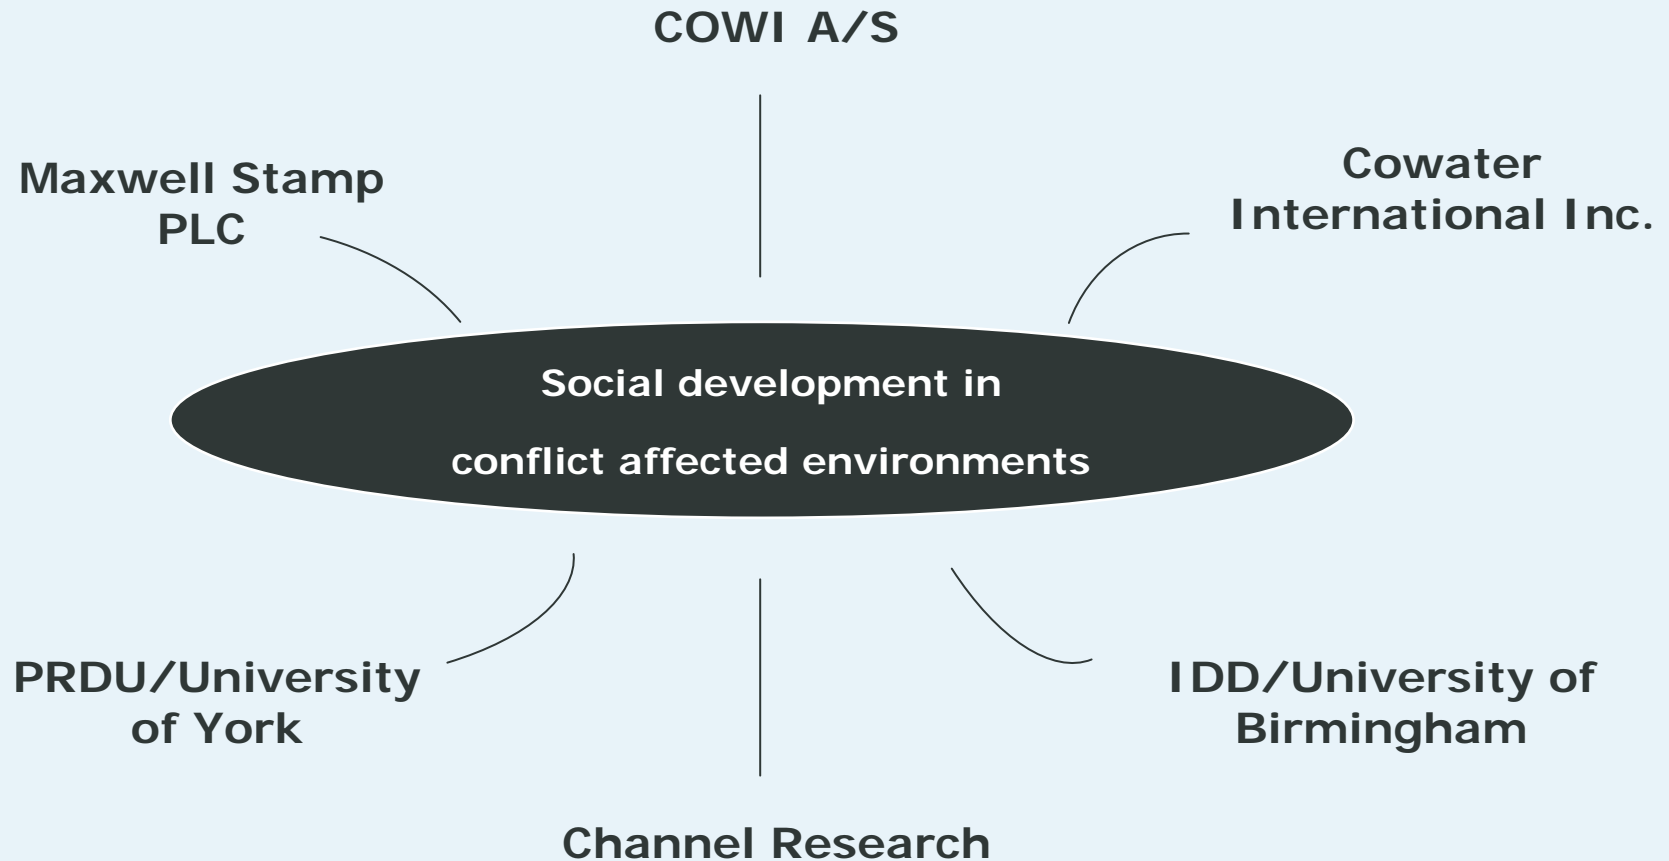 COWI A/S
Maxwell Stamp
PLC
Cowater
International Inc.
Social development in
conflict affected environments
PRDU/University
of York
IDD/University of
Birmingham
Channel Research